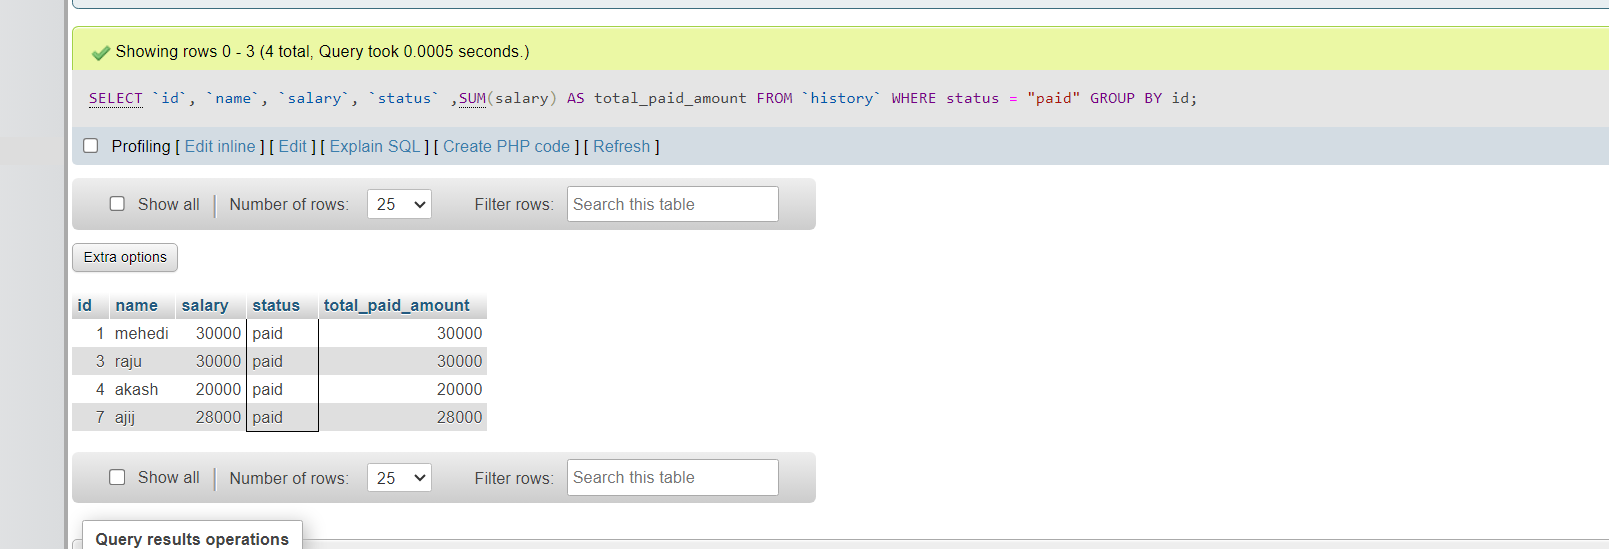 Showing rows 0 - 3 (4 total, Query took 0.0005 seconds.)
SELECT `id`, `name`, `salary`, `status` ,SUM(salary) AS total_paid_amount FROM `history` WHERE status = "paid" GROUP BY id;
Profiling [ Edit inline ] [ Edit ] [ Explain SQL ] [ Create PHP code ] [ Refresh ]
Show all Number of rows: 25 Filter rows: Search this table
Extra options
id name salary status total_paid_amount
1 mehedi 30000 paid 30000
3 raju 30000 paid 30000
4 akash 20000 paid 20000
7 ajij 28000 paid 28000
Show all Number of rows: 25 Filter rows: Search this table
Query results operations